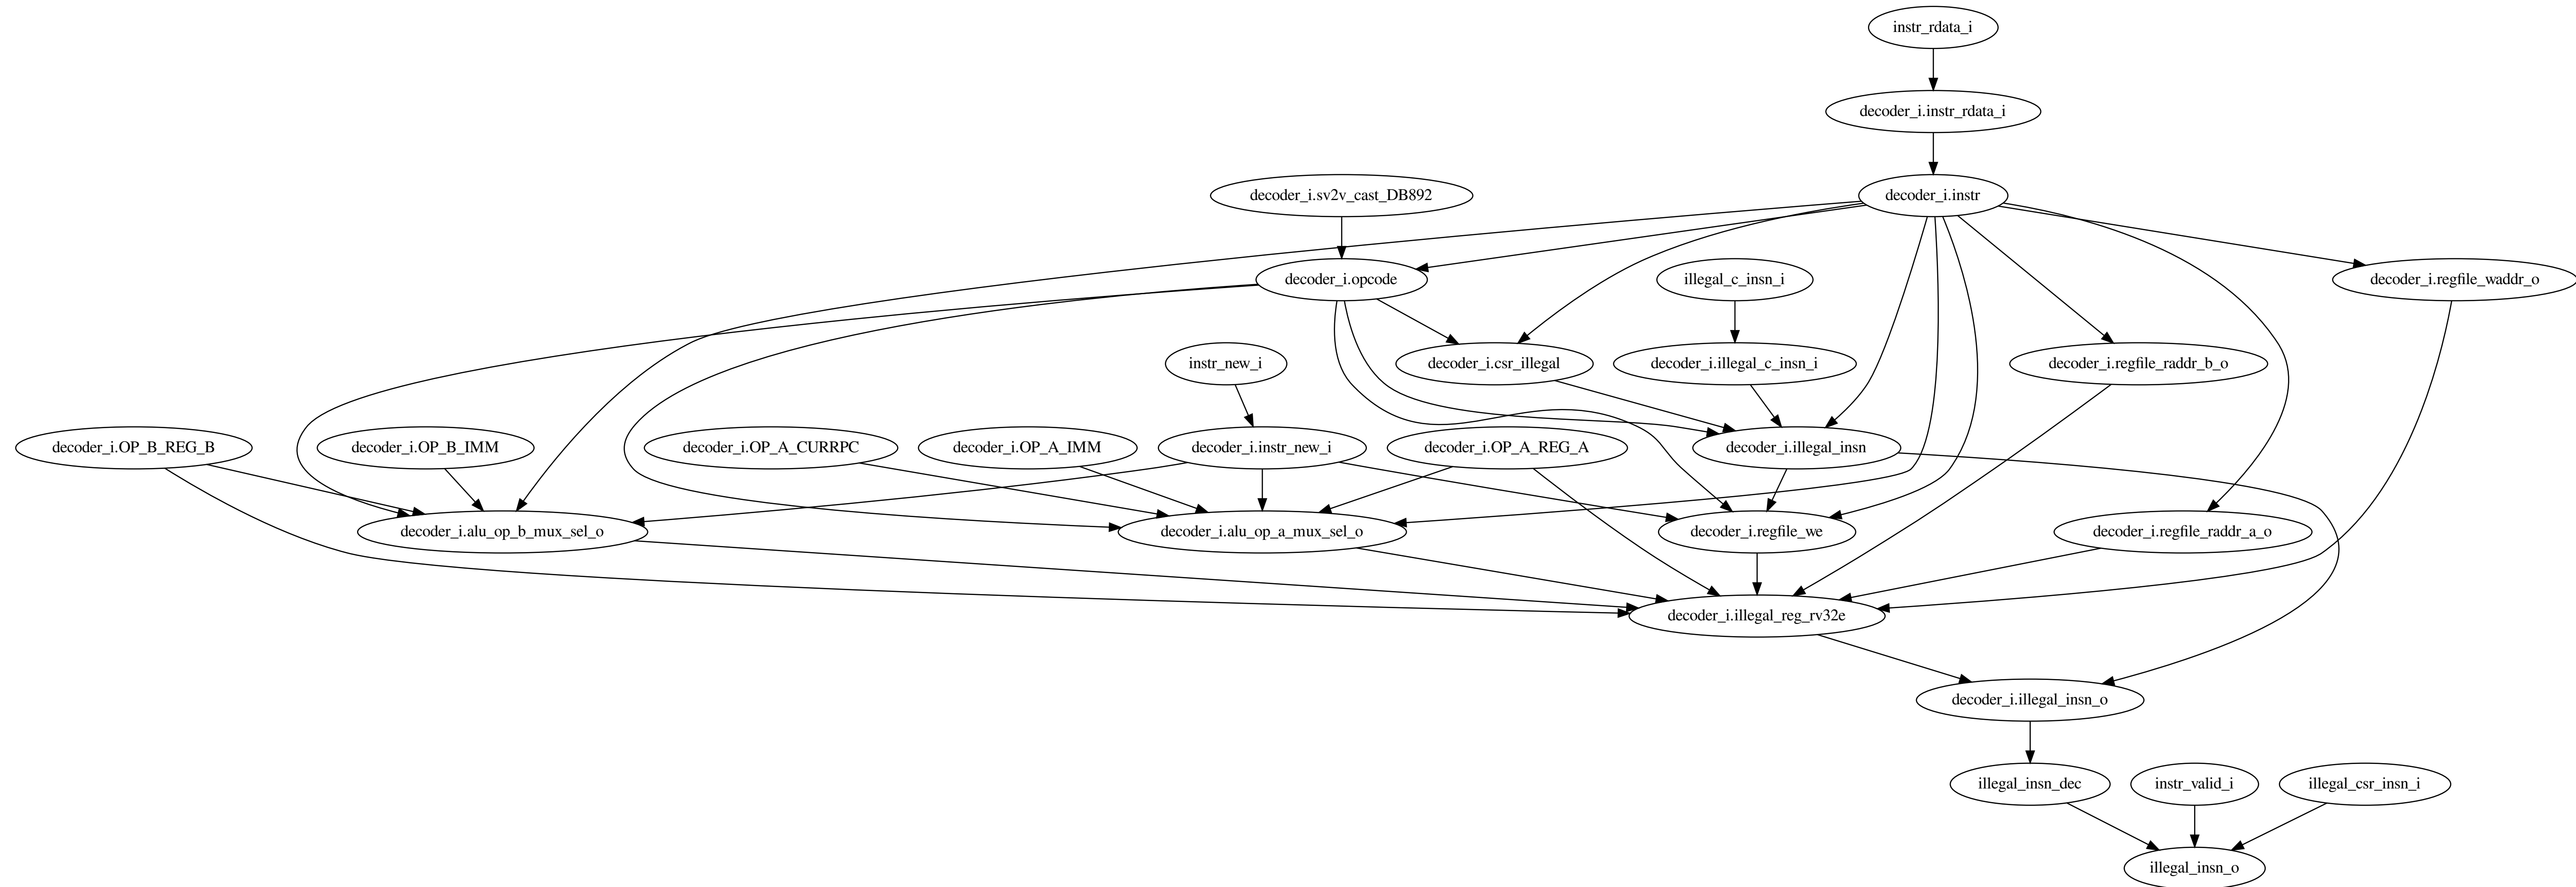 instr_rdata_i
decoder_i.instr_rdata_i
decoder_i.sv2v_cast_DB892
decoder_i.instr
decoder_i.opcode
illegal_c_insn_i
decoder_i.regfile_waddr_o
instr_new_i
decoder_i.csr_illegal
decoder_i.illegal_c_insn_i
decoder_i.regfile_raddr_b_o
decoder_i.OP_B_REG_B
decoder_i.OP_B_IMM
decoder_i.OP_A_CURRPC
decoder_i.OP_A_IMM
decoder_i.instr_new_i
decoder_i.OP_A_REG_A
decoder_i.illegal_insn
decoder_i.alu_op_b_mux_sel_o
decoder_i.alu_op_a_mux_sel_o
decoder_i.regfile_we
decoder_i.regfile_raddr_a_o
decoder_i.illegal_reg_rv32e
decoder_i.illegal_insn_o
illegal_insn_dec
instr_valid_i
illegal_csr_insn_i
illegal_insn_o